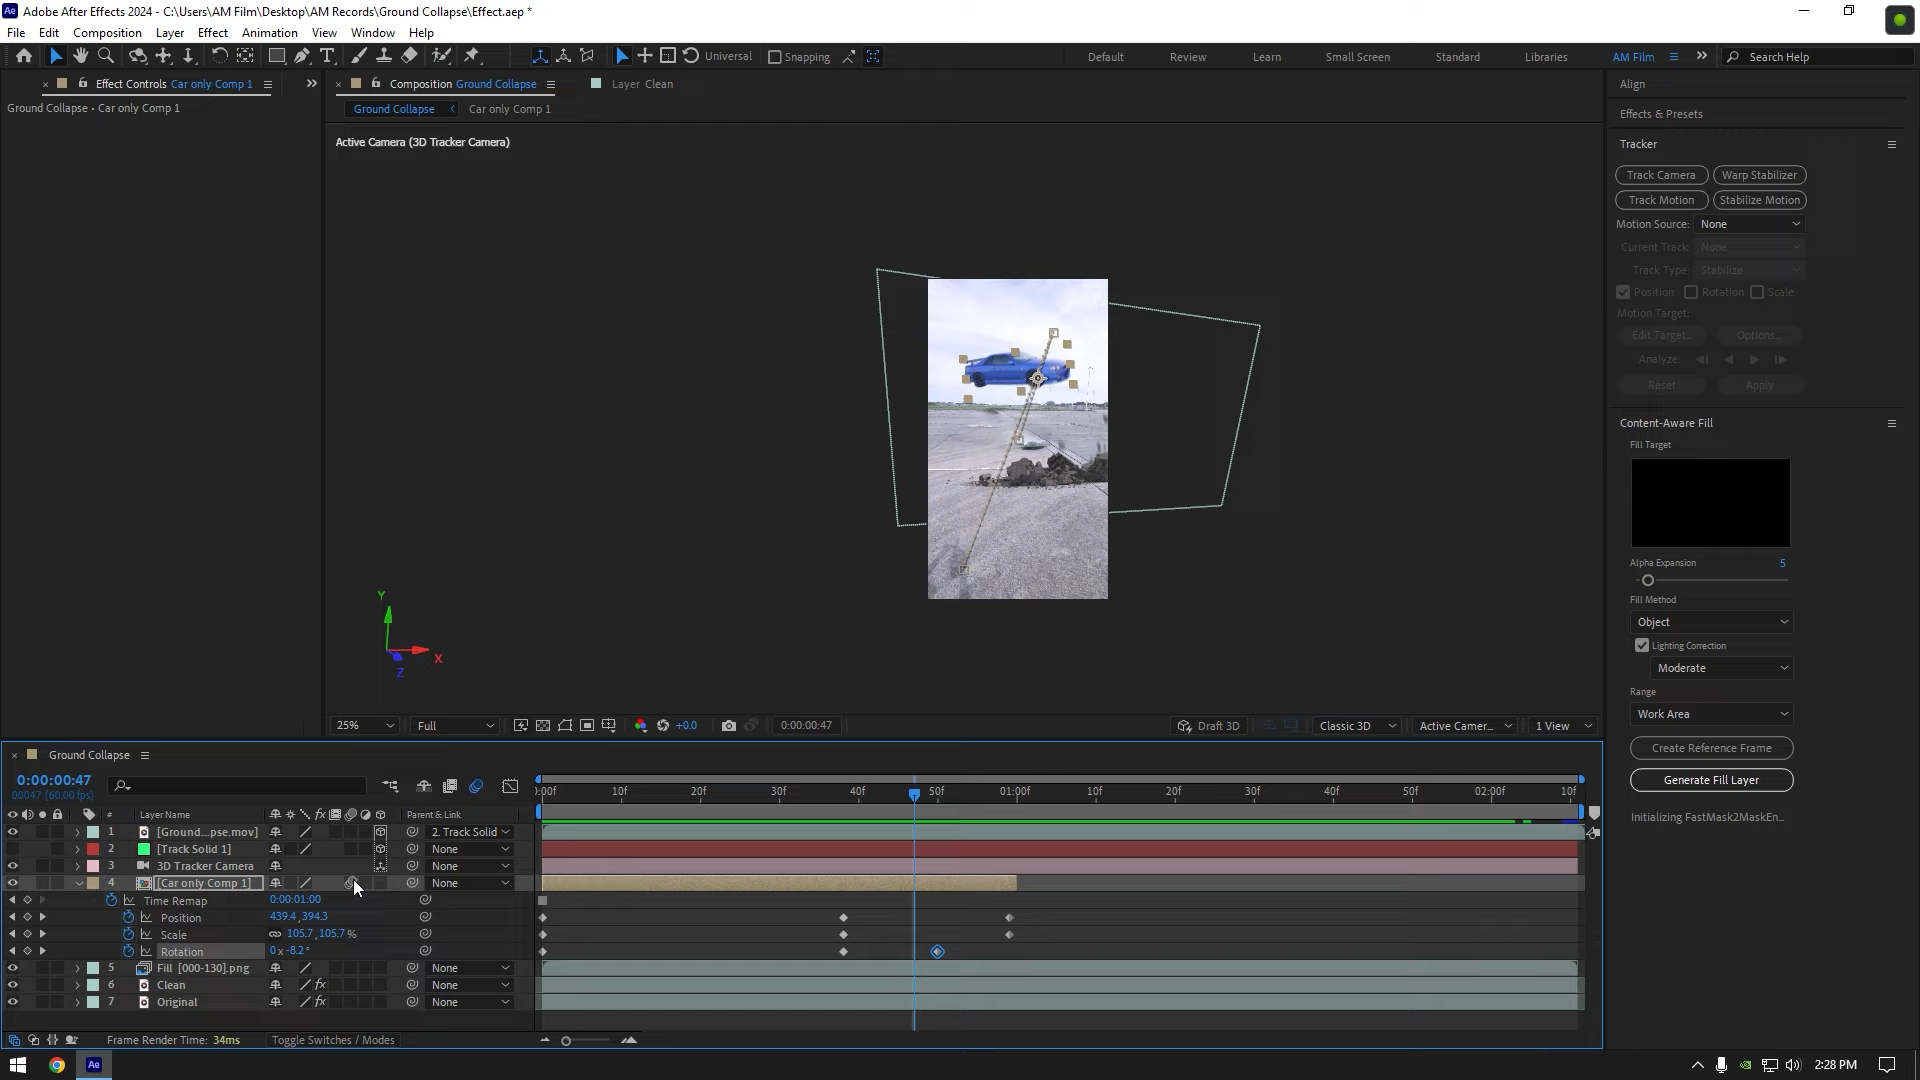 Adobe After Effects 2024 - C:\Users\AM Film\Desktop\AM Records\Ground Collapse\Effect.aep *
File Edit Composition Layer Effect Animation View Window Help
Universal Snapping Default Review Learn Small Screen Standard Libraries AM Film Search Help
Effect Controls Car only Comp 1
Composition Ground Collapse
Layer Clean
Align
Ground Collapse • Car only Comp 1
Ground Collapse
Car only Comp 1
Effects & Presets
Active Camera (3D Tracker Camera)
Tracker
Track Camera Warp Stabilizer
Track Motion Stabilize Motion
Motion Source: None
Current Track: None
Track Type: Stabilize
Position Rotation Scale
Motion Target:
Edit Target... Options...
Analyze:
Reset Apply
Content-Aware Fill
Fill Target
Alpha Expansion 5
Fill Method
Object
Lighting Correction
Moderate
Range
Work Area
Create Reference Frame
Generate Fill Layer
Initializing FastMask2MaskEn...
Y
X
Z
25% Full +0.0 0:00:00:47 Draft 3D Classic 3D Active Camer... 1 View
Ground Collapse
0:00:00:47
00047 (60.00 fps)
):00f 10f 20f 30f 40f 50f 01:00f 10f 20f 30f 40f 50f 02:00f 10f
# Layer Name fx Parent & Link
1 [Ground...pse.mov] 2. Track Solid
2 [Track Solid 1] None
3 3D Tracker Camera None
4 [Car only Comp 1] None
Time Remap 0:00:01:00
Position 439.4,394.3
Scale 105.7,105.7%
Rotation 0x-8.2°
5 Fill_[000-130].png None
6 Clean fx None
7 Original fx None
Frame Render Time: 34ms Toggle Switches / Modes
Ae
2:28 PM